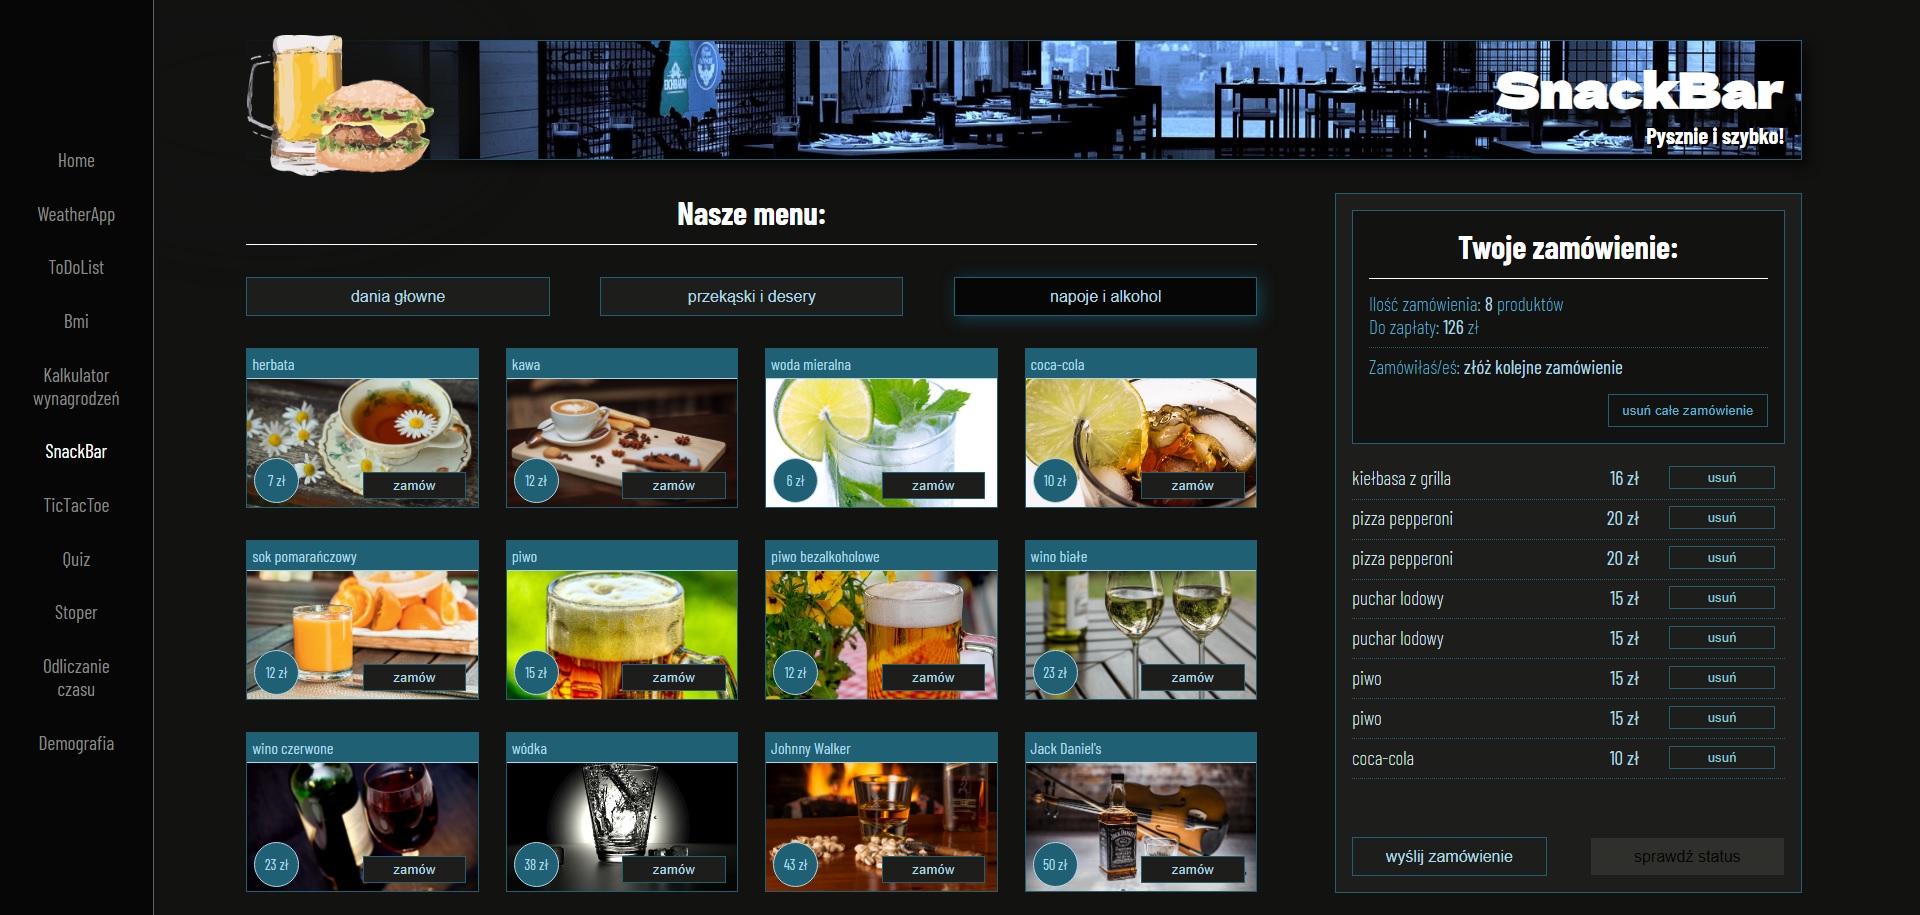 SnackBar
Pysznie i szybko!
Home
WeatherApp
ToDoList
Bmi
Kalkulator
wynagrodzeń
SnackBar
TicTacToe
Quiz
Stoper
Odliczanie
czasu
Demografia
Nasze menu:
dania głowne
przekąski i desery
napoje i alkohol
herbata
7 zł
zamów
kawa
12 zł
zamów
woda mieralna
6 zł
zamów
coca-cola
10 zł
zamów
sok pomarańczowy
12 zł
zamów
piwo
15 zł
zamów
piwo bezalkoholowe
12 zł
zamów
wino białe
23 zł
zamów
wino czerwone
23 zł
zamów
wódka
38 zł
zamów
Johnny Walker
43 zł
zamów
Jack Daniel's
50 zł
zamów
Twoje zamówienie:
Ilość zamówienia: 8 produktów
Do zapłaty: 126 zł
Zamówiłaś/eś: złóż kolejne zamówienie
usuń całe zamówienie
kiełbasa z grilla 16 zł usuń
pizza pepperoni 20 zł usuń
pizza pepperoni 20 zł usuń
puchar lodowy 15 zł usuń
puchar lodowy 15 zł usuń
piwo 15 zł usuń
piwo 15 zł usuń
coca-cola 10 zł usuń
wyślij zamówienie
sprawdź status